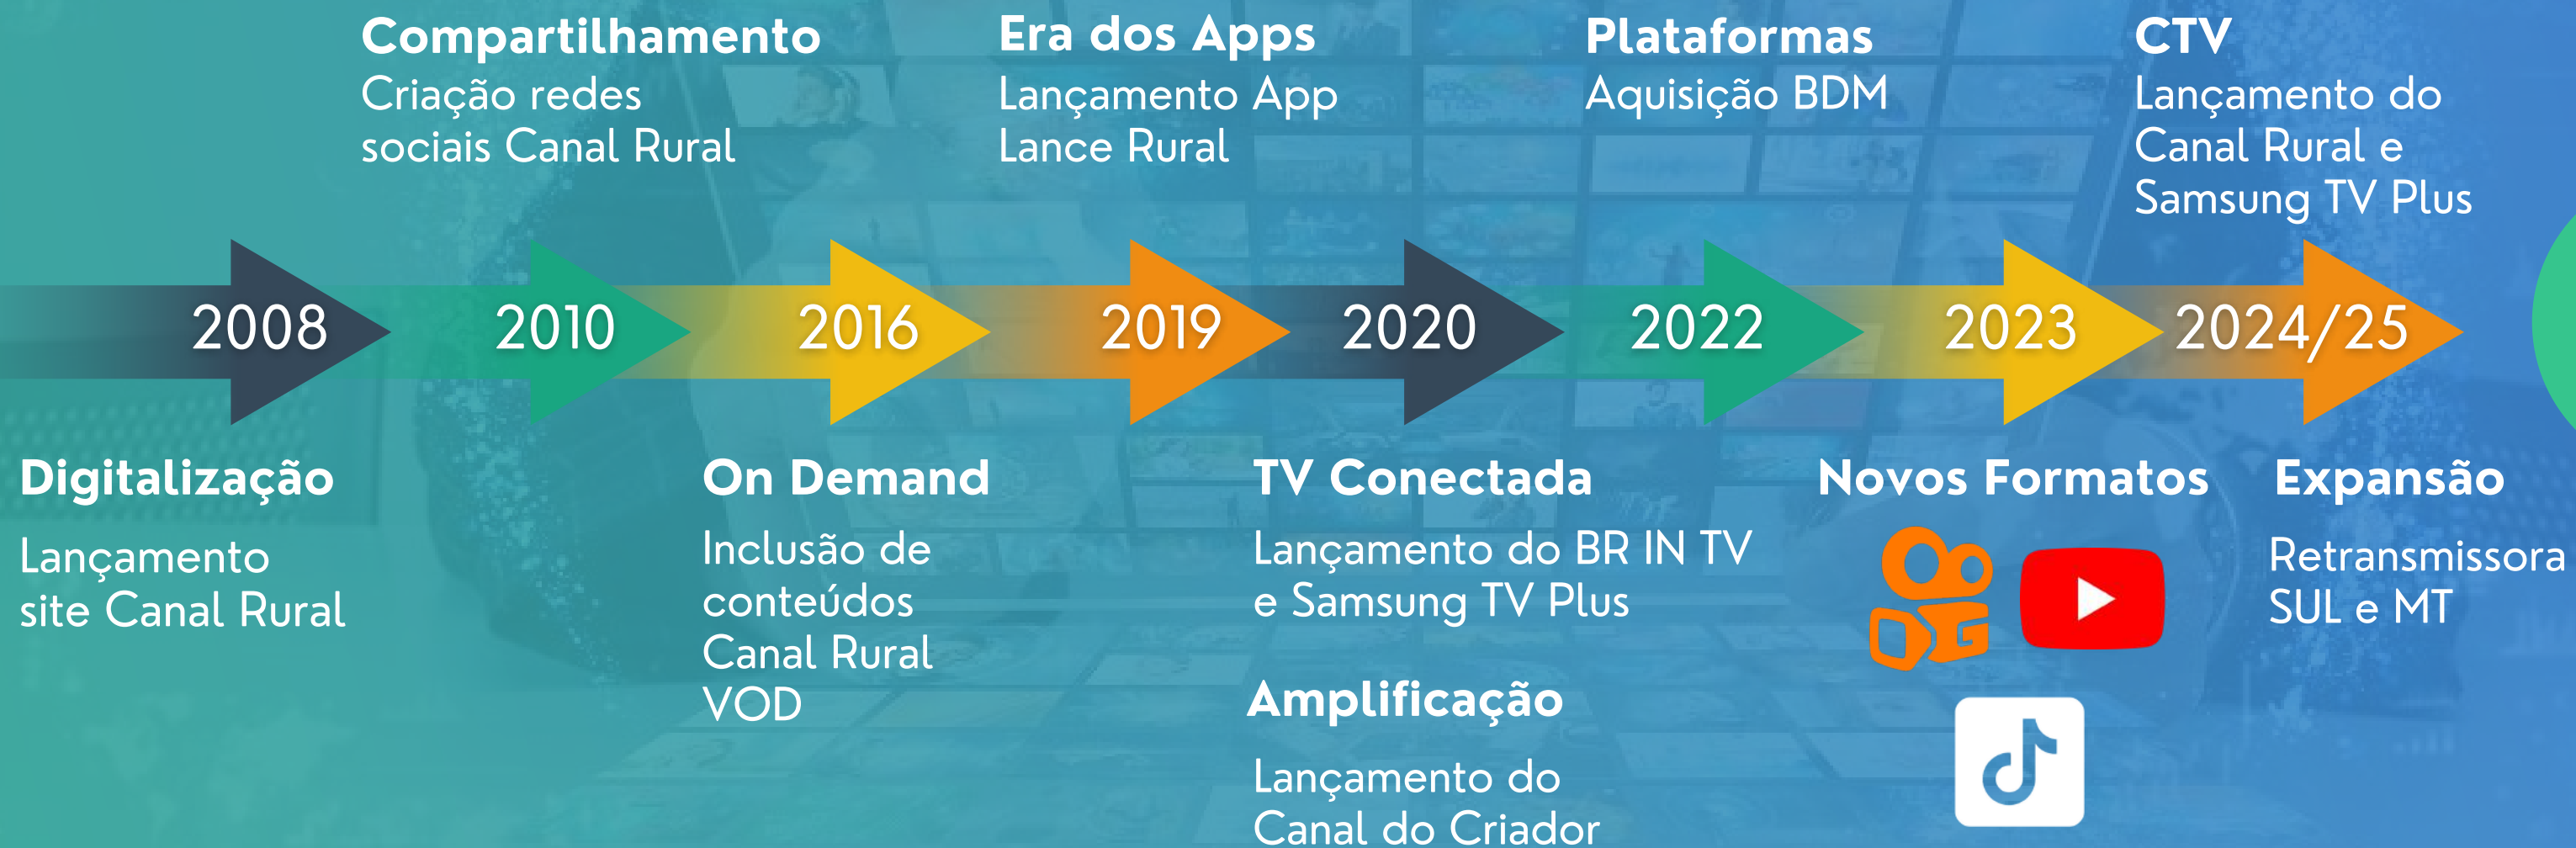 Compartilhamento
Criação redes
sociais Canal Rural
Era dos Apps
Lançamento App
Lance Rural
Plataformas
Aquisição BDM
CTV
Lançamento do
Canal Rural e
Samsung TV Plus
2008
2010
2016
2019
2020
2022
2023
2024/25
Digitalização
Lançamento
site Canal Rural
On Demand
Inclusão de
conteúdos
Canal Rural
VOD
TV Conectada
Lançamento do BR IN TV
e Samsung TV Plus
Amplificação
Lançamento do
Canal do Criador
Novos Formatos
Expansão
Retransmissora
SUL e MT